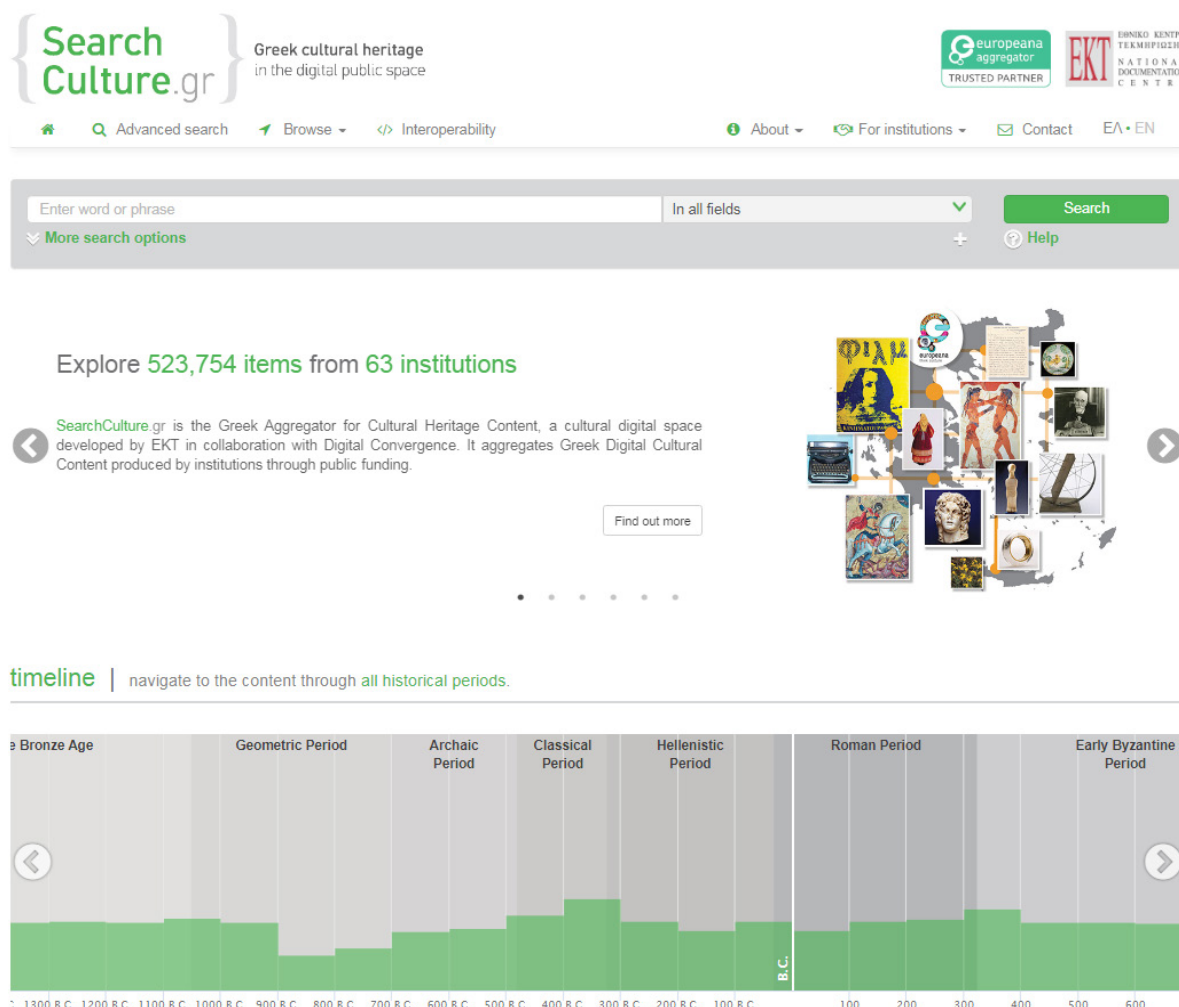 Search
Culture.gr
Greek cultural heritage
in the digital public space
europeana
aggregator
TRUSTED PARTNER
EKT
ΕΘΝΙΚΟ ΚΕΝΤΡ
ΤΕΚΜΗΡΙΩΣΗ
NATIONA
DOCUMENTATIO
CENTR
Advanced search
Browse
Interoperability
About
For institutions
Contact
ΕΛ • EN
Enter word or phrase
In all fields
Search
More search options
Help
Explore 523,754 items from 63 institutions
SearchCulture.gr is the Greek Aggregator for Cultural Heritage Content, a cultural digital space
developed by EKT in collaboration with Digital Convergence. It aggregates Greek Digital Cultural
Content produced by institutions through public funding.
Find out more
europeana
timeline | navigate to the content through all historical periods.
e Bronze Age
Geometric Period
Archaic
Period
Classical
Period
Hellenistic
Period
Roman Period
Early Byzantine
Period
B.C.
1300 B.C. 1200 B.C. 1100 B.C. 1000 B.C. 900 B.C. 800 B.C. 700 B.C. 600 B.C. 500 B.C. 400 B.C. 300 B.C. 200 B.C. 100 B.C. 100 200 300 400 500 600